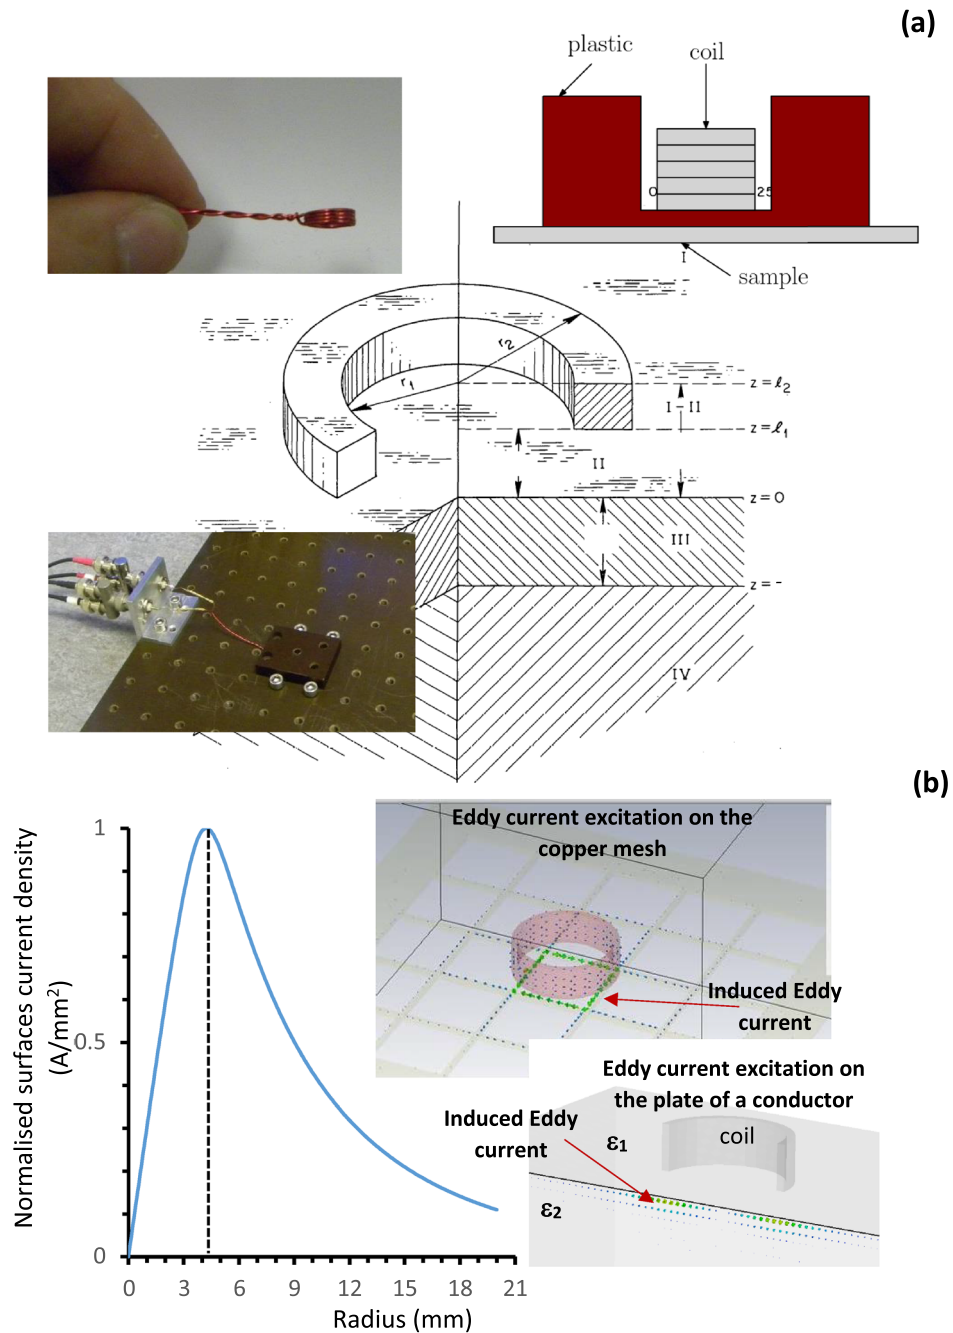 (a)
plastic
coil
0
25
I
sample
r₂
r₁
z = ℓ₂
I – II
z = ℓ₁
II
z = 0
III
z = -
IV
(b)
Normalised surfaces current density
(A/mm²)
1
0.5
0
0
3
6
9
12
15
18
21
Radius (mm)
Eddy current excitation on the
copper mesh
Induced Eddy
current
Eddy current excitation on
the plate of a conductor
Induced Eddy
current
coil
ε₁
ε₂